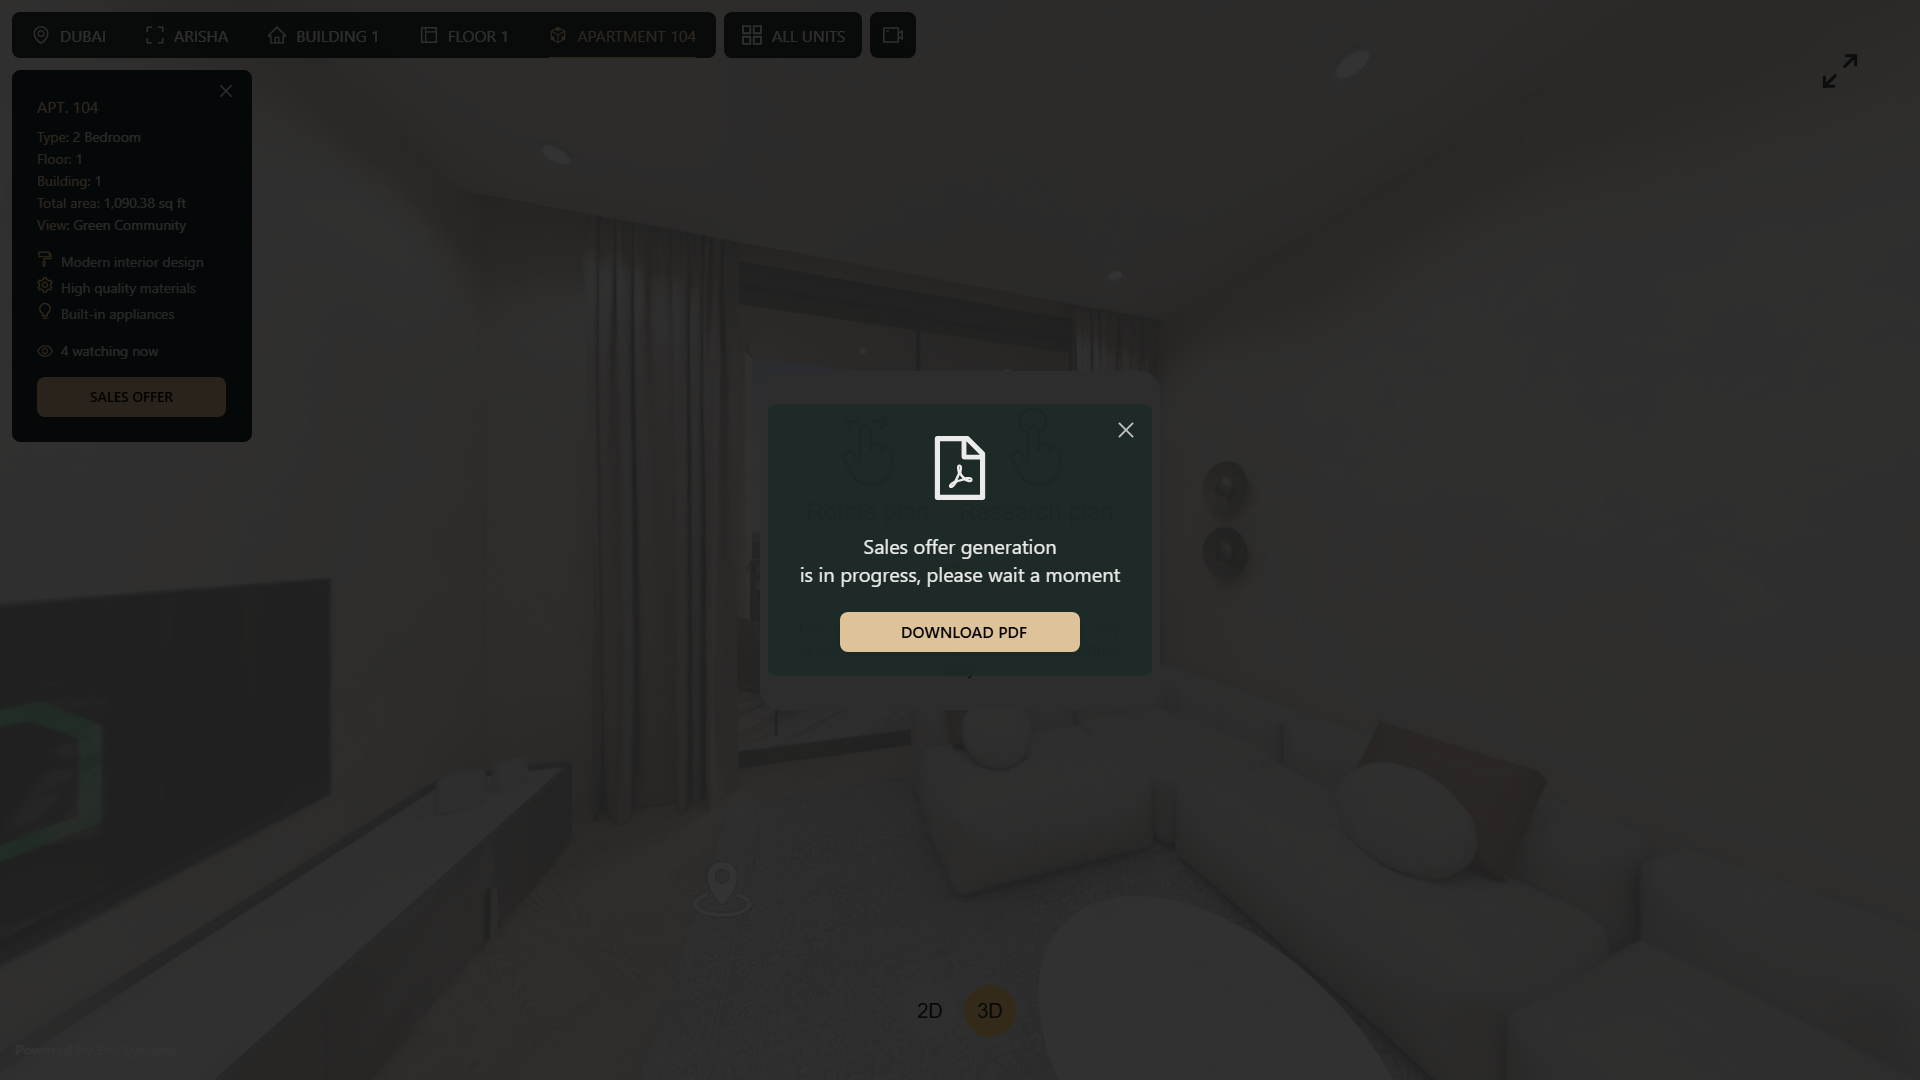 DUBAI
ARISHA
BUILDING 1
FLOOR 1
APARTMENT 104
ALL UNITS
APT. 104
Type: 2 Bedroom
Floor: 1
Building: 1
Total area: 1,090.38 sq ft
View: Green Community
Modern interior design
High quality materials
Built-in appliances
4 watching now
SALES OFFER
Rotate plan
Research plan
Sales offer generation
is in progress, please wait a moment
DOWNLOAD PDF
2D
3D
Powered by